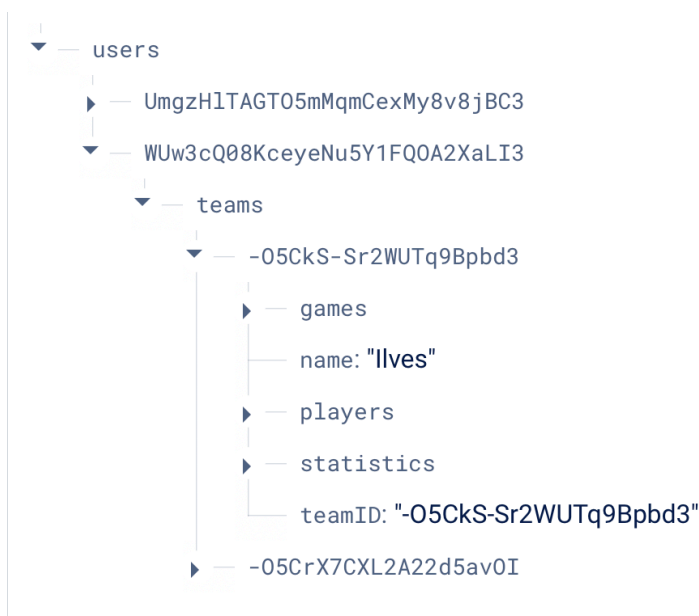 users
UmgzHlTAGTO5mMqmCexMy8v8jBC3
WUw3cQ08KceyeNu5Y1FQOA2XaLI3
teams
-O5CkS-Sr2WUTq9Bpbd3
games
name: "Ilves"
players
statistics
teamID: "-O5CkS-Sr2WUTq9Bpbd3"
-O5CrX7CXL2A22d5avOI